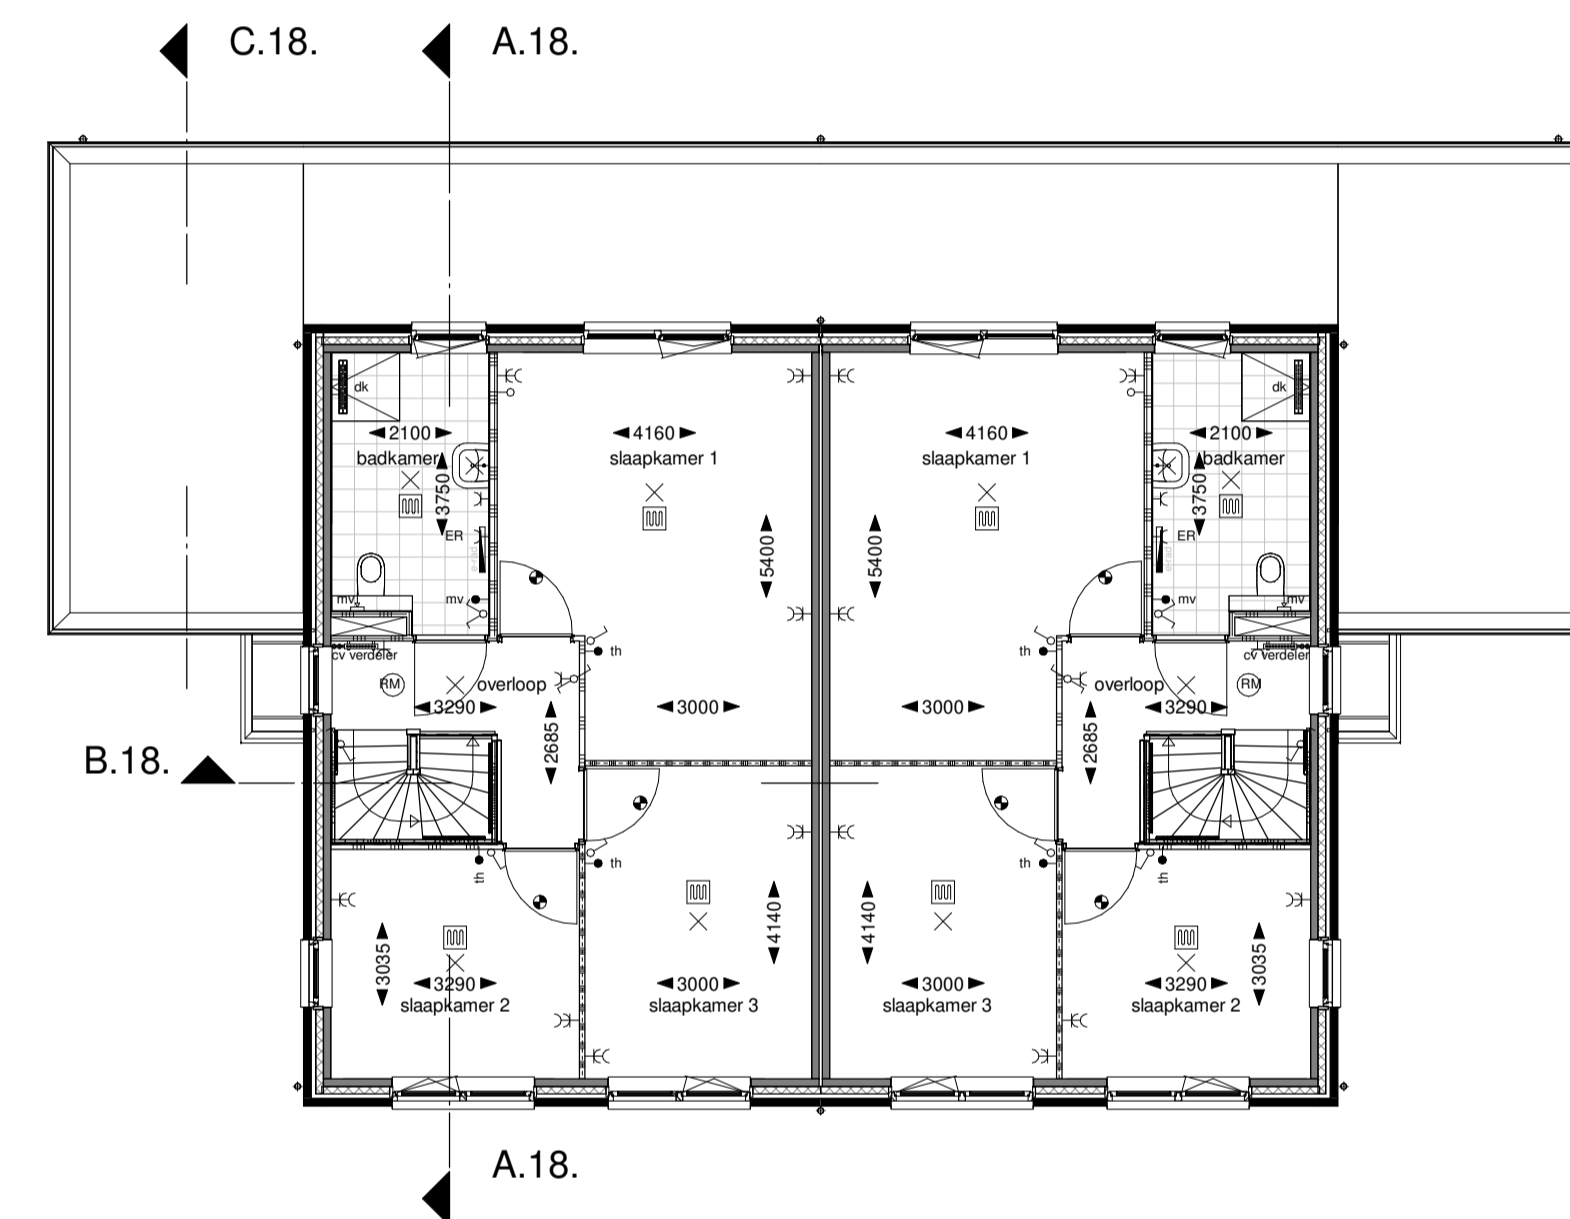 C.18. A.18.
dk dk
2100 4160 4160 2100
badkamer slaapkamer 1 slaapkamer 1 badkamer
3750 3750
ER 5400 5400 ER
e-rad e-rad
mv mv mv mv
cv verdeler th th cv verdeler
RM overloop overloop RM
3290 3000 3000 3290
2685 2685
B.18.
th th th th
3035 4140 4140 3035
3290 3000 3000 3290
slaapkamer 2 slaapkamer 3 slaapkamer 3 slaapkamer 2
A.18.